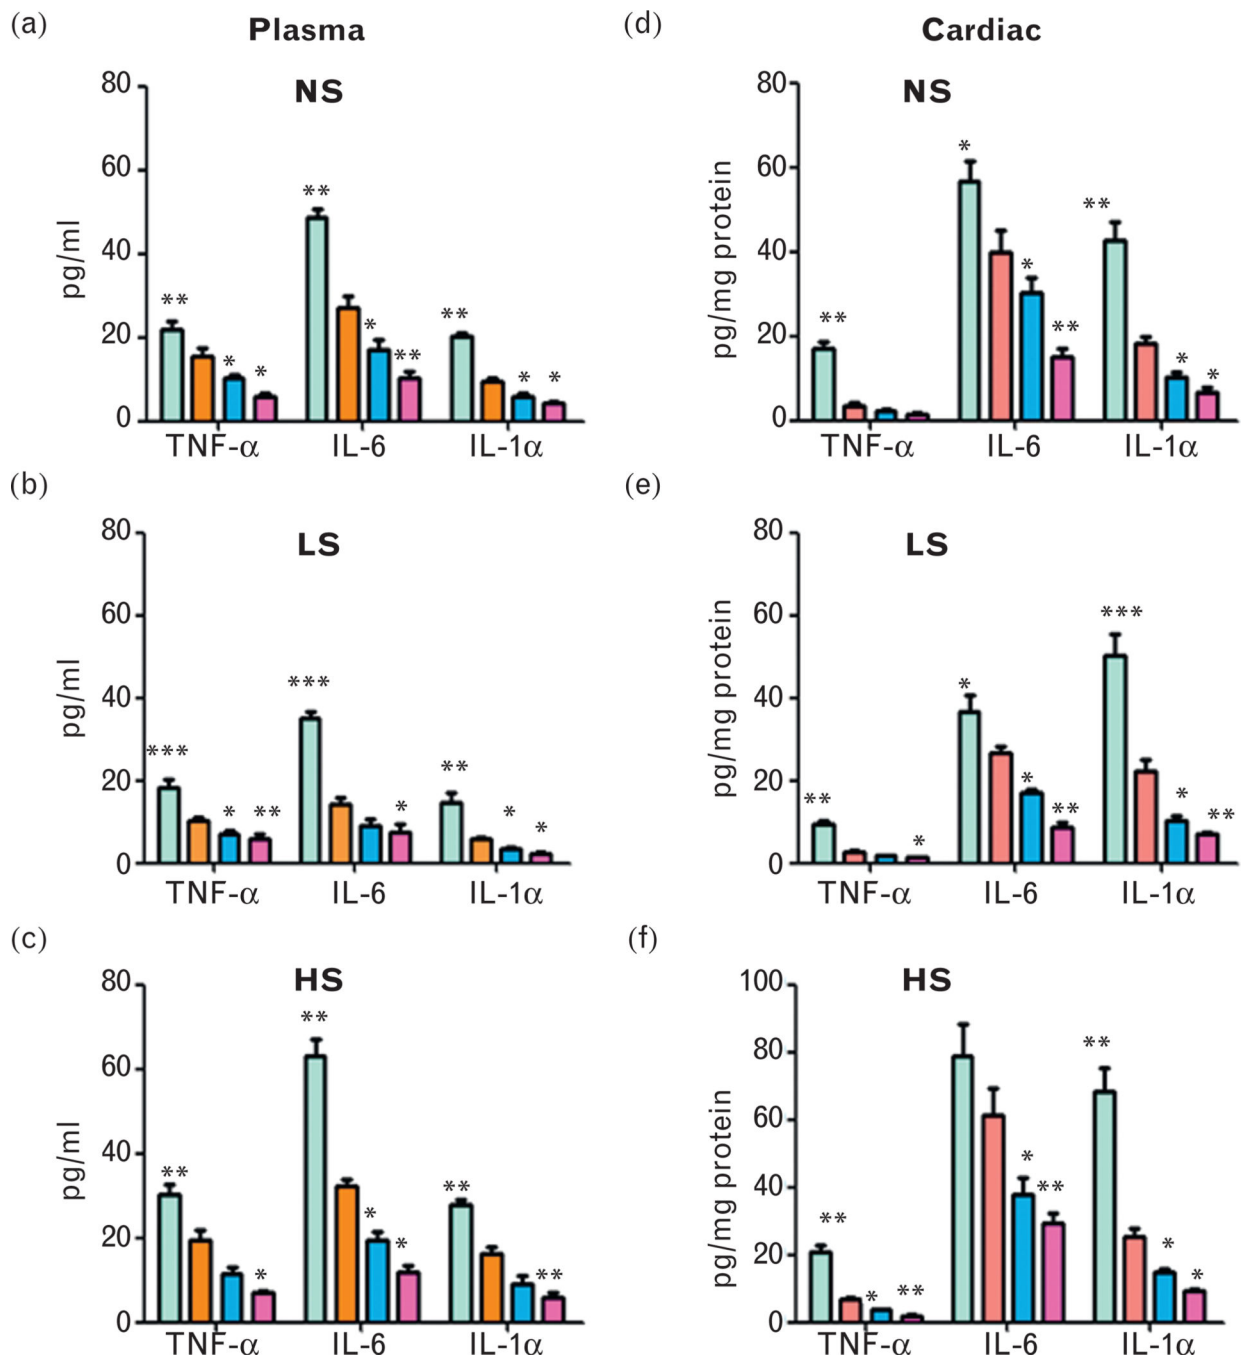 (a) Plasma
NS
80
60
40
20
0
pg/ml
** * *
** * **
** * *
TNF-α IL-6 IL-1α
(d) Cardiac
NS
80
60
40
20
0
pg/mg protein
**
* * **
** * *
TNF-α IL-6 IL-1α
(b)
LS
80
60
40
20
0
pg/ml
*** * **
*** *
** * *
TNF-α IL-6 IL-1α
(e)
LS
80
60
40
20
0
pg/mg protein
** *
* * **
*** * **
TNF-α IL-6 IL-1α
(c)
HS
80
60
40
20
0
pg/ml
** *
** * *
** **
TNF-α IL-6 IL-1α
(f)
HS
100
80
60
40
20
0
pg/mg protein
** * **
* **
** * *
TNF-α IL-6 IL-1α